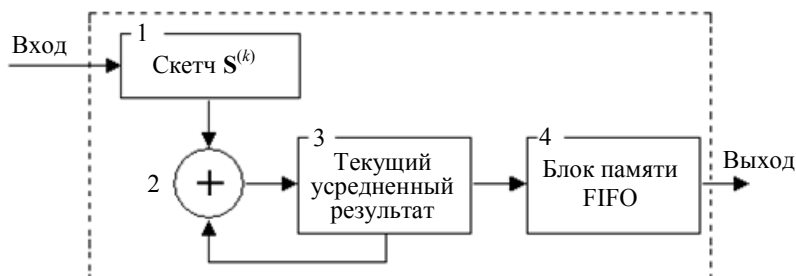 Вход
1
Скетч S(k)
2
+
3
Текущий
усредненный
результат
4
Блок памяти
FIFO
Выход